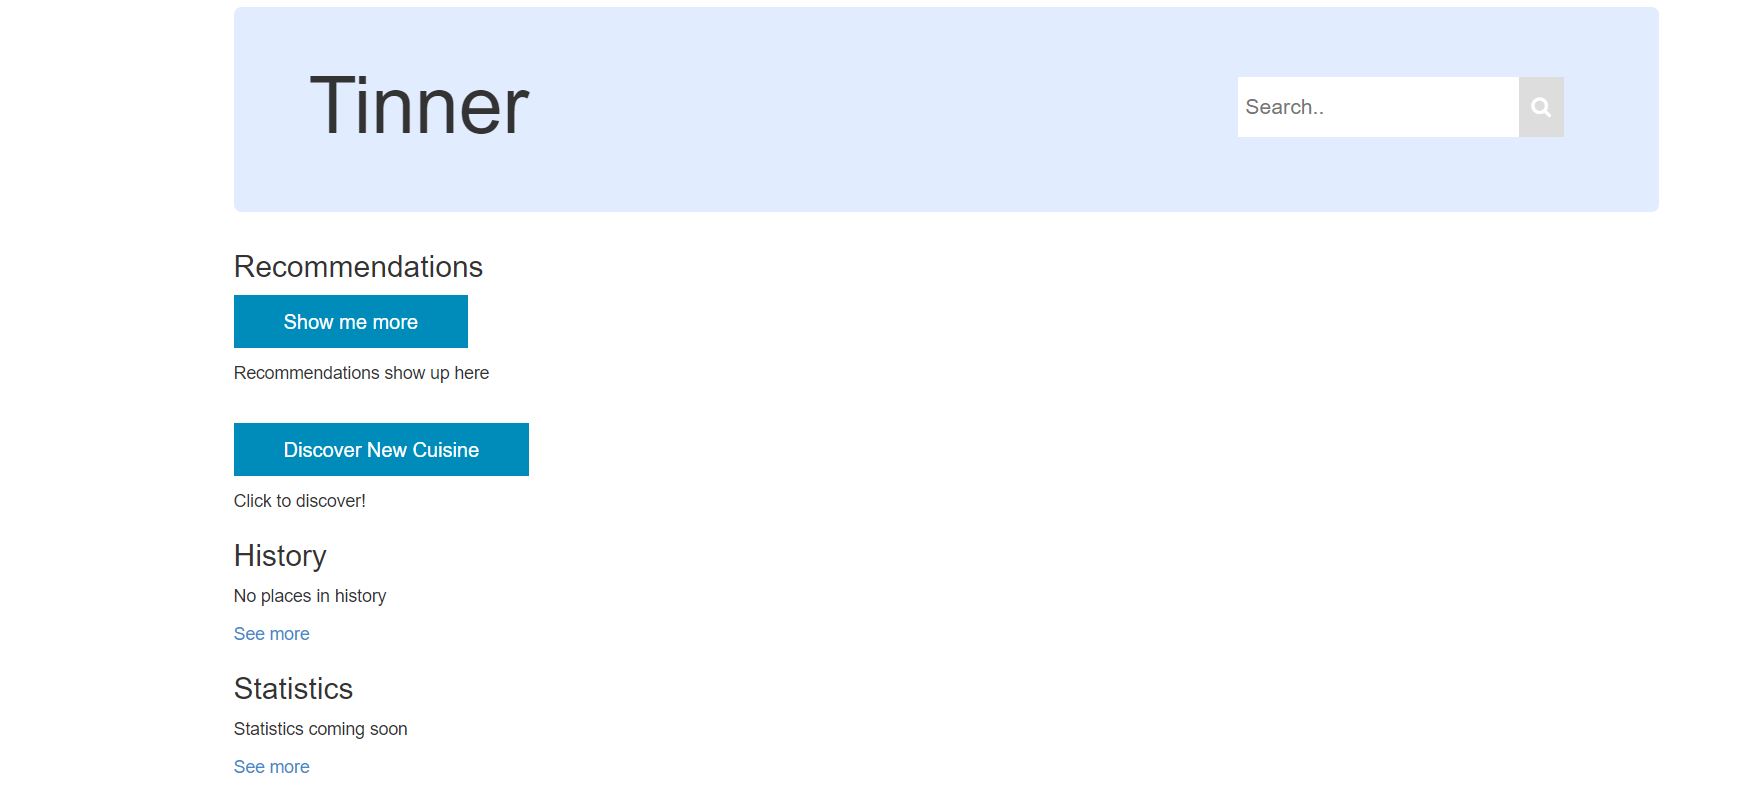 Tinner
Search..
Recommendations
Show me more
Recommendations show up here
Discover New Cuisine
Click to discover!
History
No places in history
See more
Statistics
Statistics coming soon
See more